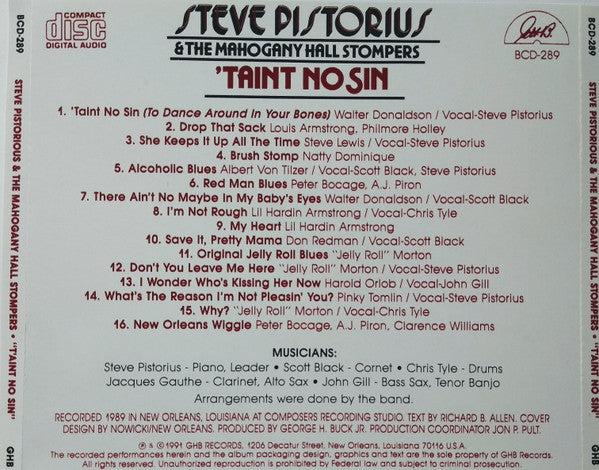 BCD-289
COMPACT
disc
DIGITAL AUDIO
STEVE PISTORIUS
& THE MAHOGANY HALL STOMPERS
'TAINT NO SIN
GHB
BCD-289
BCD-289
STEVE PISTORIOUS & THE MAHOGANY HALL STOMPERS • "TAINT NO SIN"
GHB
1. 'Taint No Sin (To Dance Around In Your Bones) Walter Donaldson / Vocal-Steve Pistorius
2. Drop That Sack Louis Armstrong, Philmore Holley
3. She Keeps It Up All The Time Steve Lewis / Vocal-Steve Pistorius
4. Brush Stomp Natty Dominique
5. Alcoholic Blues Albert Von Tilzer / Vocal-Scott Black, Steve Pistorius
6. Red Man Blues Peter Bocage, A.J. Piron
7. There Ain't No Maybe in My Baby's Eyes Walter Donaldson / Vocal-Scott Black
8. I'm Not Rough Lil Hardin Armstrong / Vocal-Chris Tyle
9. My Heart Lil Hardin Armstrong
10. Save It, Pretty Mama Don Redman / Vocal-Scott Black
11. Original Jelly Roll Blues "Jelly Roll" Morton
12. Don't You Leave Me Here "Jelly Roll" Morton / Vocal-Steve Pistorius
13. I Wonder Who's Kissing Her Now Harold Orlob / Vocal-John Gill
14. What's The Reason I'm Not Pleasin' You? Pinky Tomlin / Vocal-Steve Pistorius
15. Why? "Jelly Roll" Morton / Vocal-Chris Tyle
16. New Orleans Wiggle Peter Bocage, A.J. Piron, Clarence Williams
MUSICIANS:
Steve Pistorius - Piano, Leader • Scott Black - Cornet • Chris Tyle - Drums
Jacques Gauthe - Clarinet, Alto Sax • John Gill - Bass Sax, Tenor Banjo
Arrangements were done by the band.
RECORDED 1989 IN NEW ORLEANS, LOUISIANA AT COMPOSERS RECORDING STUDIO. TEXT BY RICHARD B. ALLEN. COVER
DESIGN BY NOWICKI/NEW ORLEANS. PRODUCED BY GEORGE H. BUCK JR. PRODUCTION COORDINATOR JON P. PULT.
℗ & © 1991 GHB RECORDS, 1206 Decatur Street, New Orleans, Louisiana 70116 U.S.A.
The recorded performances herein and the album packaging design, graphics and text are the sole property of GHB Records.
All rights reserved. Unauthorized reproduction is prohibited by Federal law and subject to criminal prosecution.
STEVE PISTORIOUS & THE MAHOGANY HALL STOMPERS • "TAINT NO SIN"
GHB